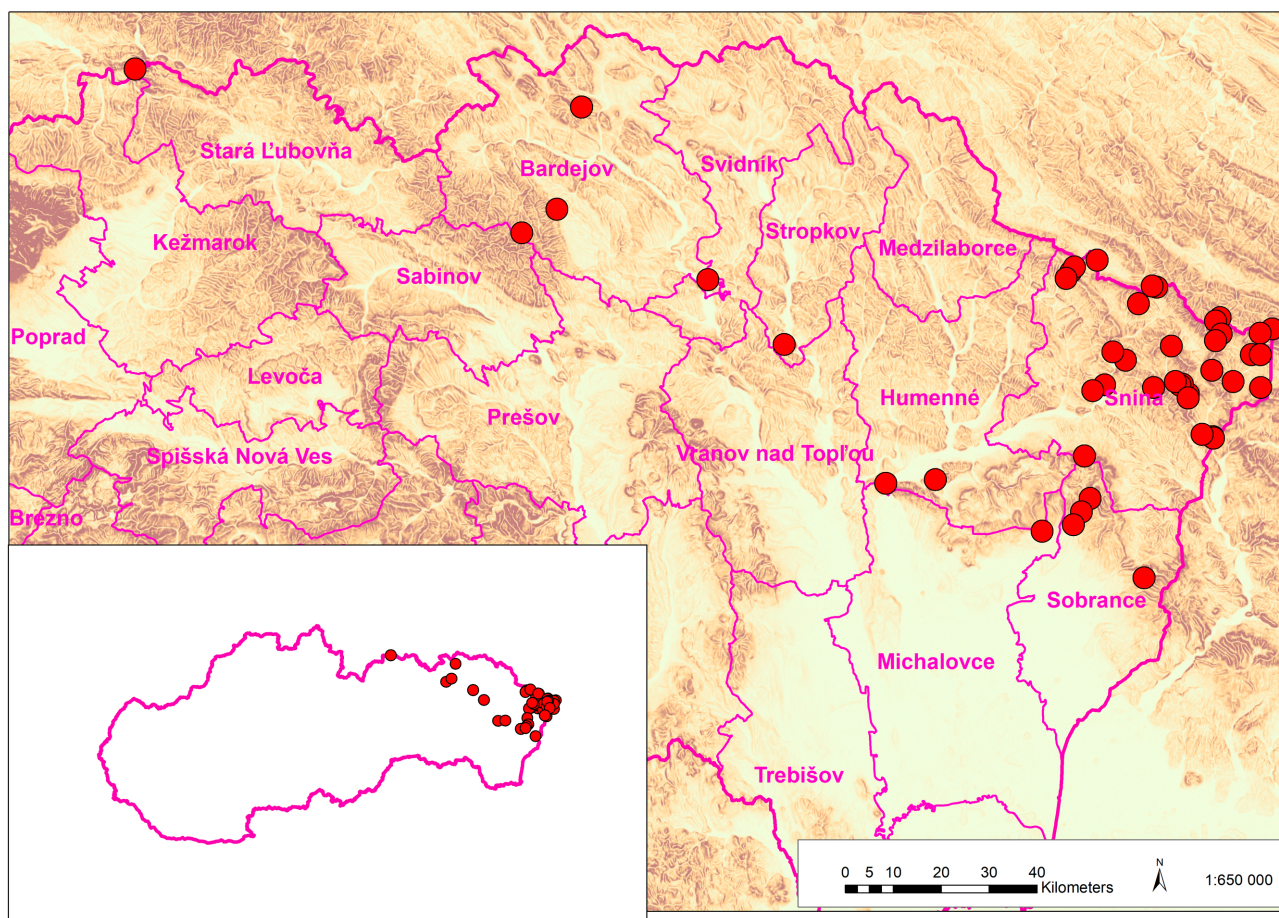 Stará Ľubovňa
Bardejov
Svidník
Kežmarok
Stropkov
Medzilaborce
Sabinov
Poprad
Levoča
Prešov
Humenné
Snina
Spišská Nová Ves
Vranov nad Topľou
Brezno
Sobrance
Michalovce
Trebišov
0 5 10 20 30 40
Kilometers
N
1:650 000